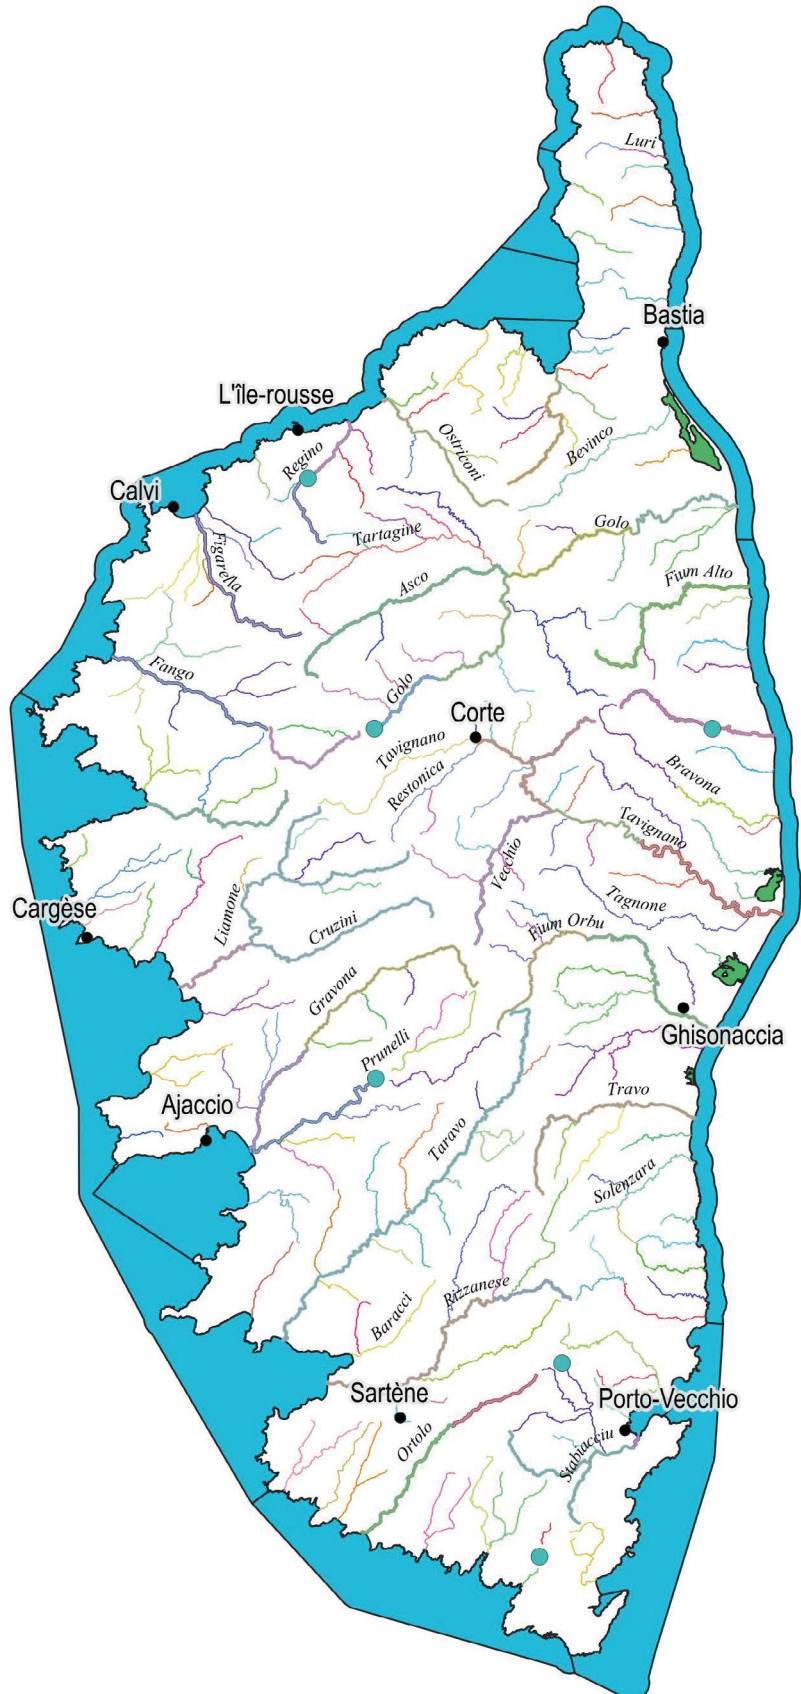 Luri
Bastia
L'île-rousse
Ostriconi
Bevinco
Regino
Calvi
Golo
Tartagine
Figarella
Asco
Fium Alto
Fango
Golo
Corte
Tavignano
Restonica
Bravona
Tavignano
Vecchio
Tagnone
Liamone
Cargèse
Cruzini
Fium Orbu
Gravona
Ghisonaccia
Prunelli
Travo
Ajaccio
Taravo
Solenzara
Rizzanese
Baracci
Sartène
Porto-Vecchio
Ortolo
Stabiacciu